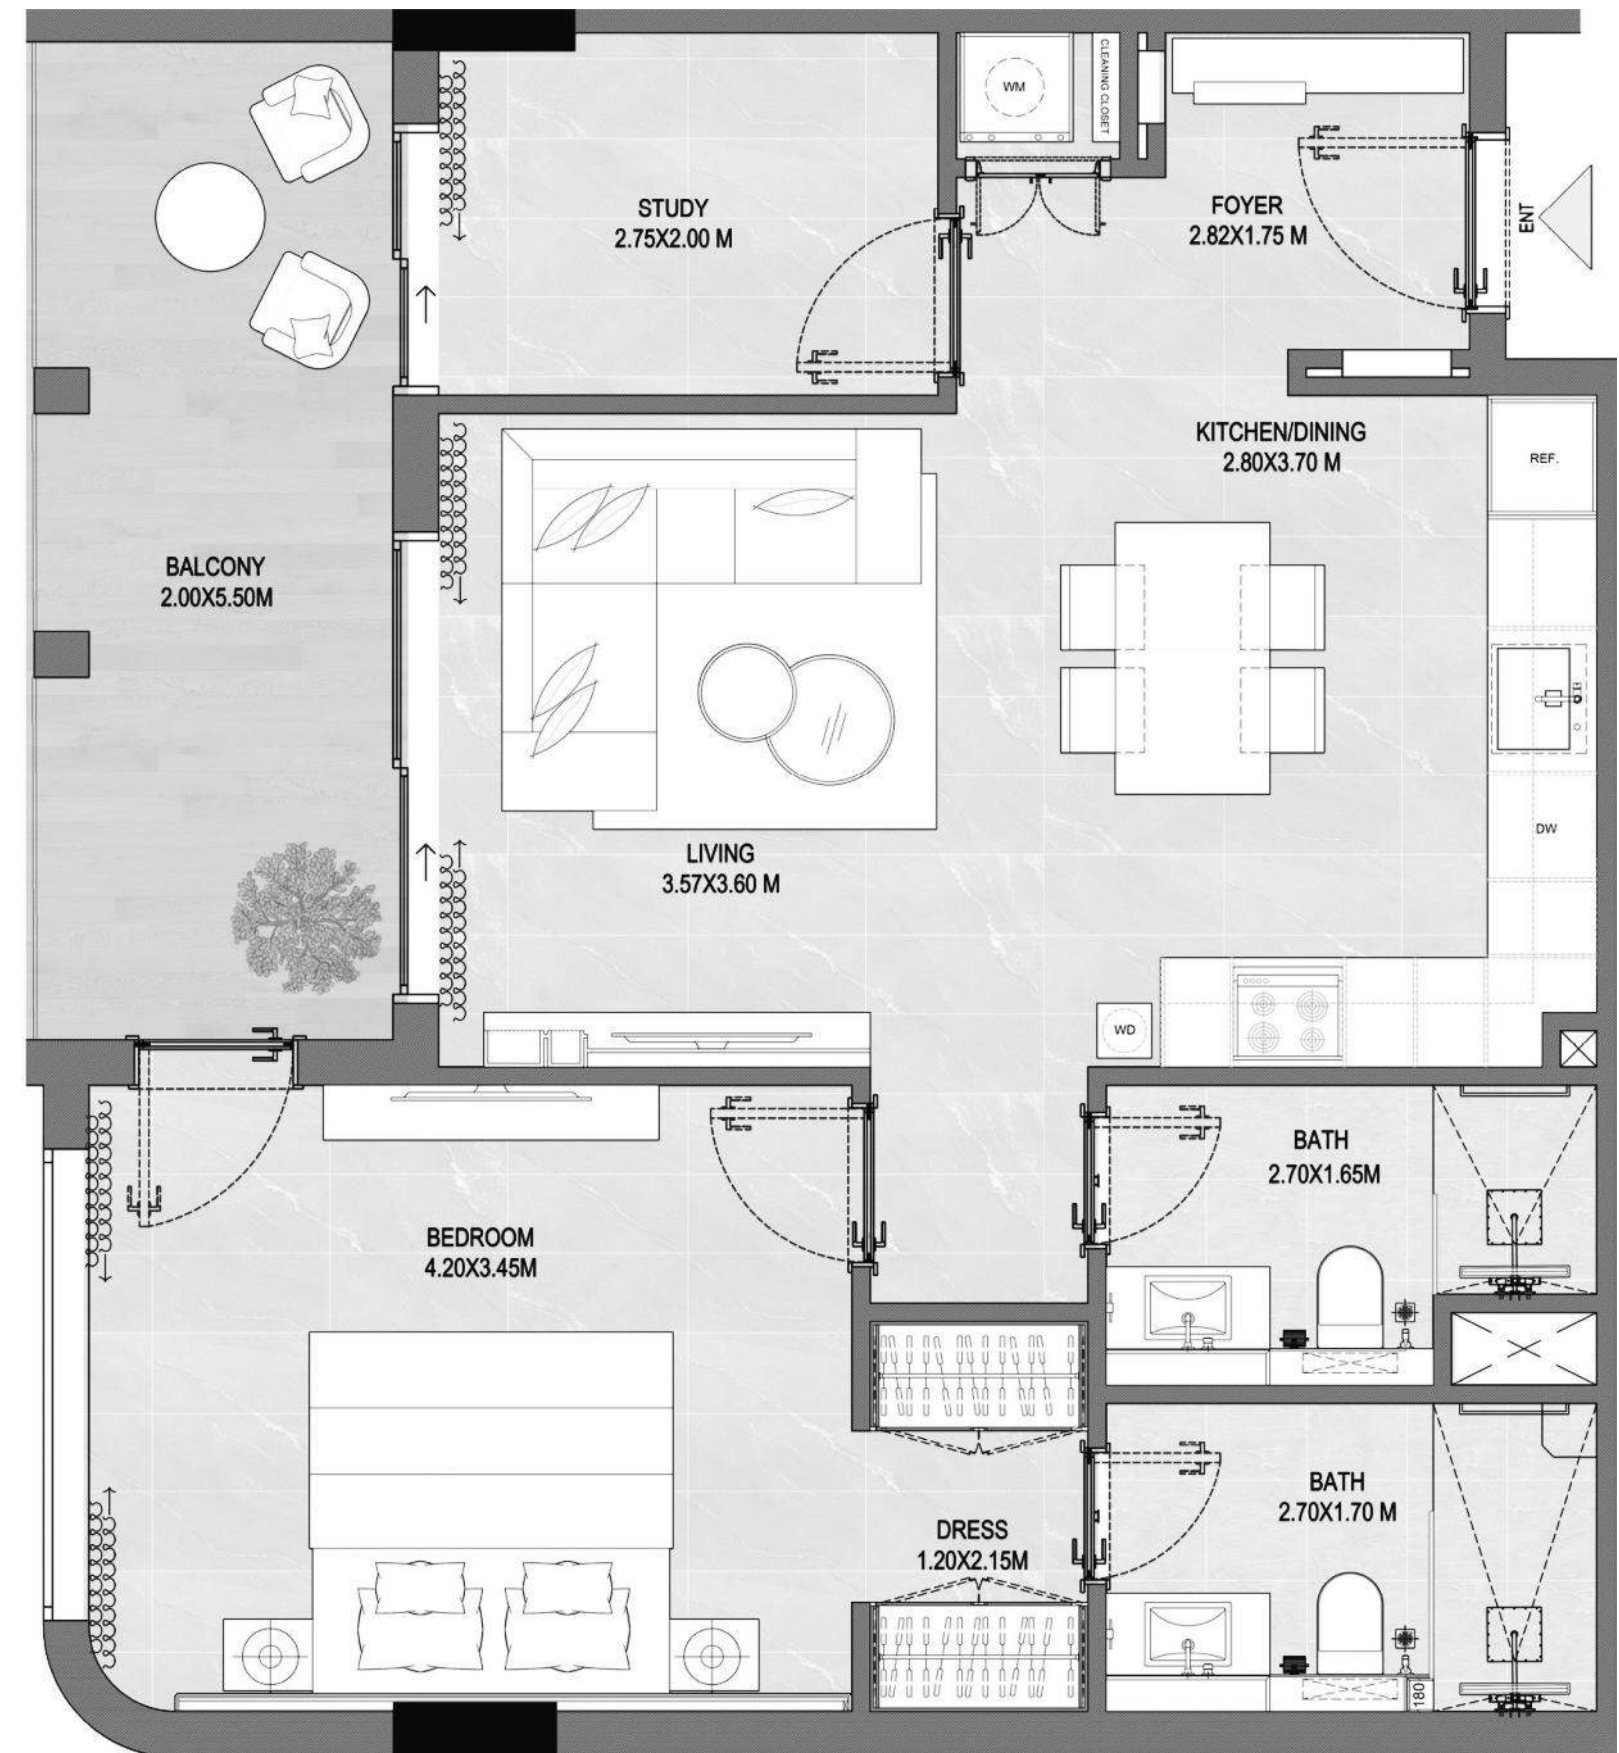 WM
CLEANING CLOSET
STUDY
2.75X2.00 M
FOYER
2.82X1.75 M
ENT
KITCHEN/DINING
2.80X3.70 M
REF.
BALCONY
2.00X5.50M
DW
LIVING
3.57X3.60 M
WD
BATH
2.70X1.65M
BEDROOM
4.20X3.45M
BATH
2.70X1.70 M
DRESS
1.20X2.15M
180